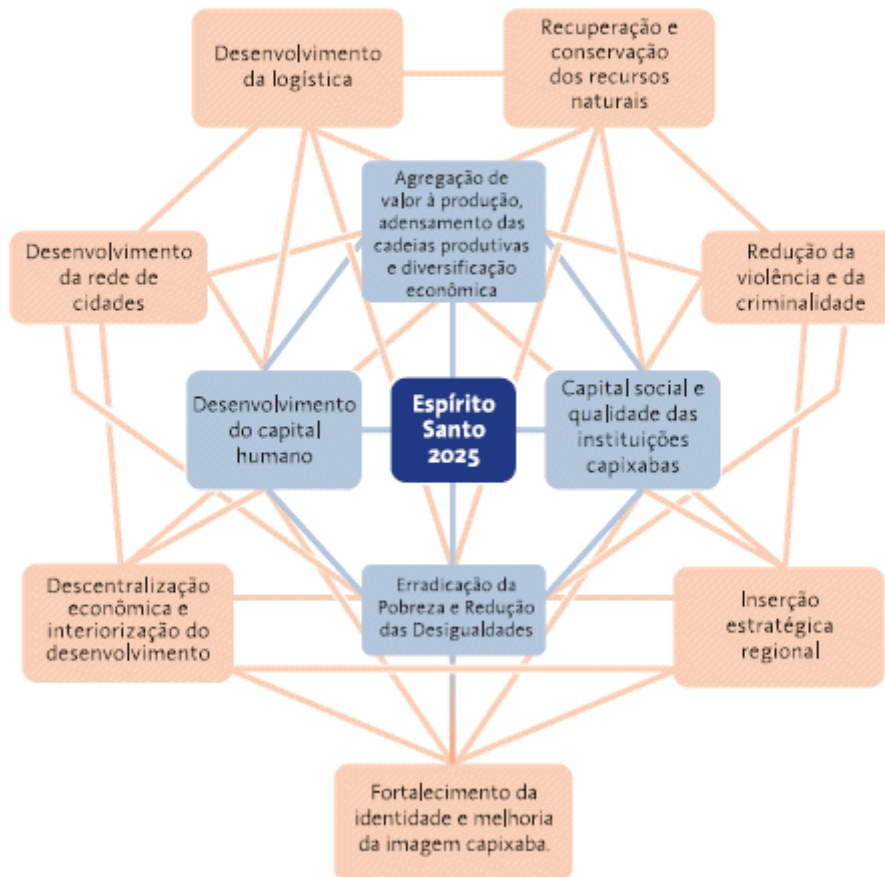 Desenvolvimento
da logística
Recuperação e
conservação
dos recursos
naturais
Agregação de
valor à produção,
adensamento das
cadeias produtivas
e diversificação
econômica
Desenvolvimento
da rede de
cidades
Redução da
violência e da
criminalidade
Desenvolvimento
do capital
humano
Espírito
Santo
2025
Capital social e
qualidade das
instituições
capixabas
Descentralização
econômica e
interiorização do
desenvolvimento
Erradicação da
Pobreza e Redução
das Desigualdades
Inserção
estratégica
regional
Fortalecimento da
identidade e melhoria
da imagem capixaba.